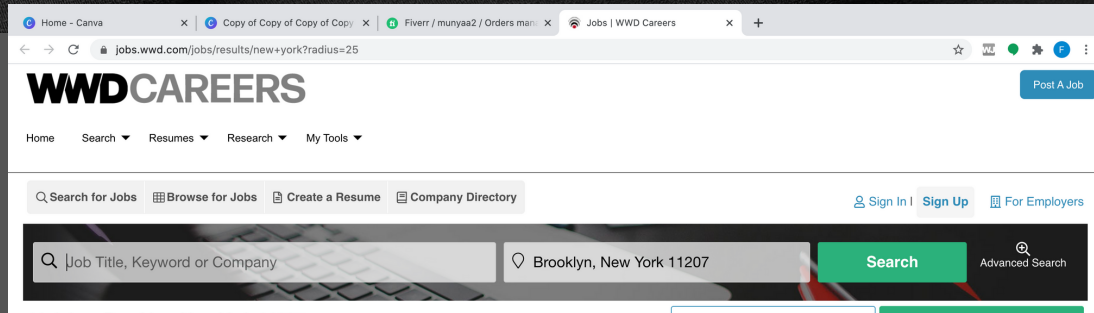 Home - Canva
Copy of Copy of Copy of Copy
Fiverr / munyaa2 / Orders mana
Jobs | WWD Careers
jobs.wwd.com/jobs/results/new+york?radius=25
F
WWDCAREERS
Post A Job
Home Search Resumes Research My Tools
Search for Jobs Browse for Jobs Create a Resume Company Directory
Sign In | Sign Up For Employers
Job Title, Keyword or Company
Brooklyn, New York 11207
Search
Advanced Search